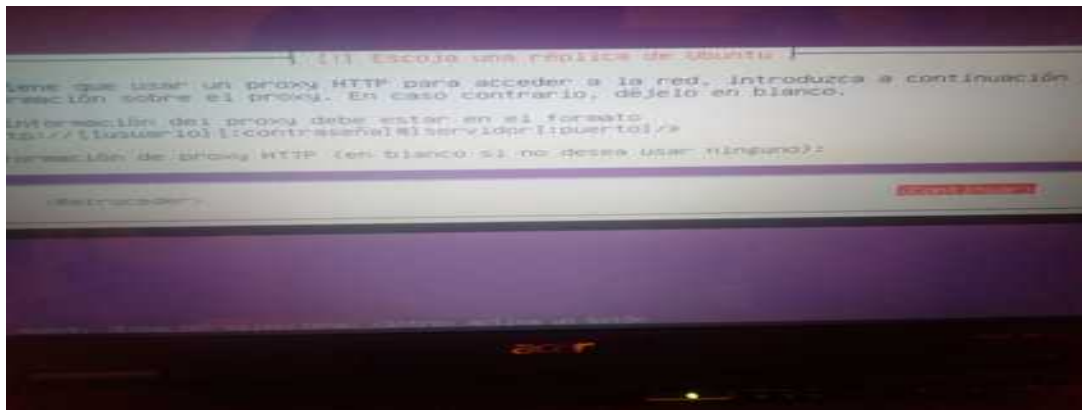 [!] Escoja una réplica de Ubuntu
iene que usar un proxy HTTP para acceder a la red, introduzca a continuación
rmación sobre el proxy. En caso contrario, déjelo en blanco.
información del proxy debe estar en el formato
tp://[[usuario][:contraseña]@]servidor[:puerto]/»
formación de proxy HTTP (en blanco si no desea usar ninguno):
<Retroceder>
<Continuar>
acer